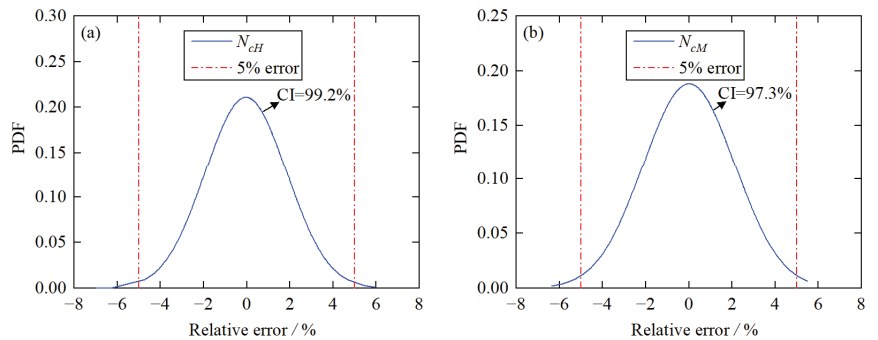 (a)
N_cH
5% error
CI=99.2%
PDF
0.30
0.25
0.20
0.15
0.10
0.05
0.00
−8 −6 −4 −2 0 2 4 6 8
Relative error / %
(b)
N_cM
5% error
CI=97.3%
PDF
0.25
0.20
0.15
0.10
0.05
0.00
−8 −6 −4 −2 0 2 4 6 8
Relative error / %